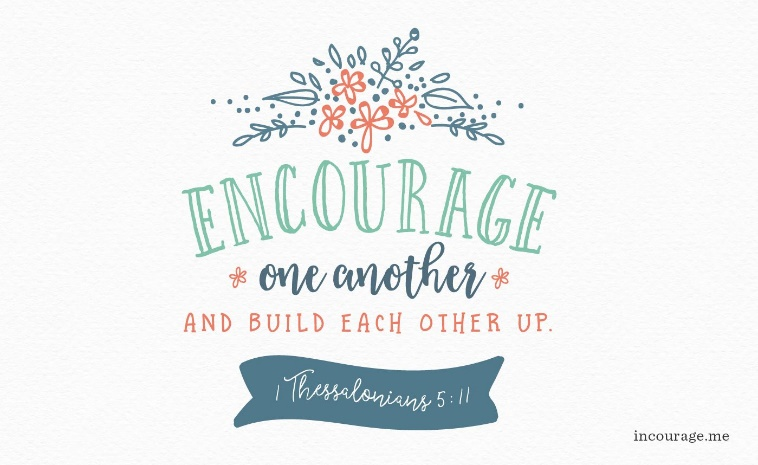 ENCOURAGE
one another
AND BUILD EACH OTHER UP.
1 Thessalonians 5:11
incourage.me